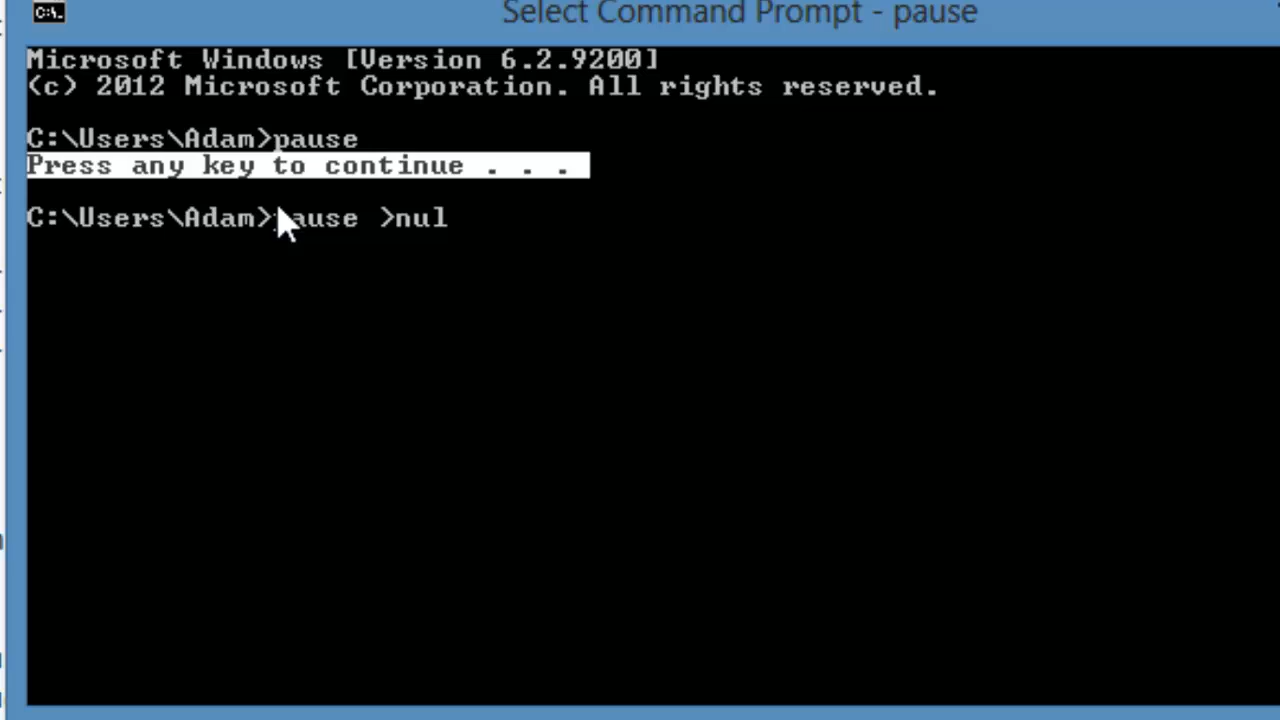 Select Command Prompt - pause
Microsoft Windows [Version 6.2.9200]
(c) 2012 Microsoft Corporation. All rights reserved.
C:\Users\Adam>pause
Press any key to continue . . .
C:\Users\Adam>pause >nul